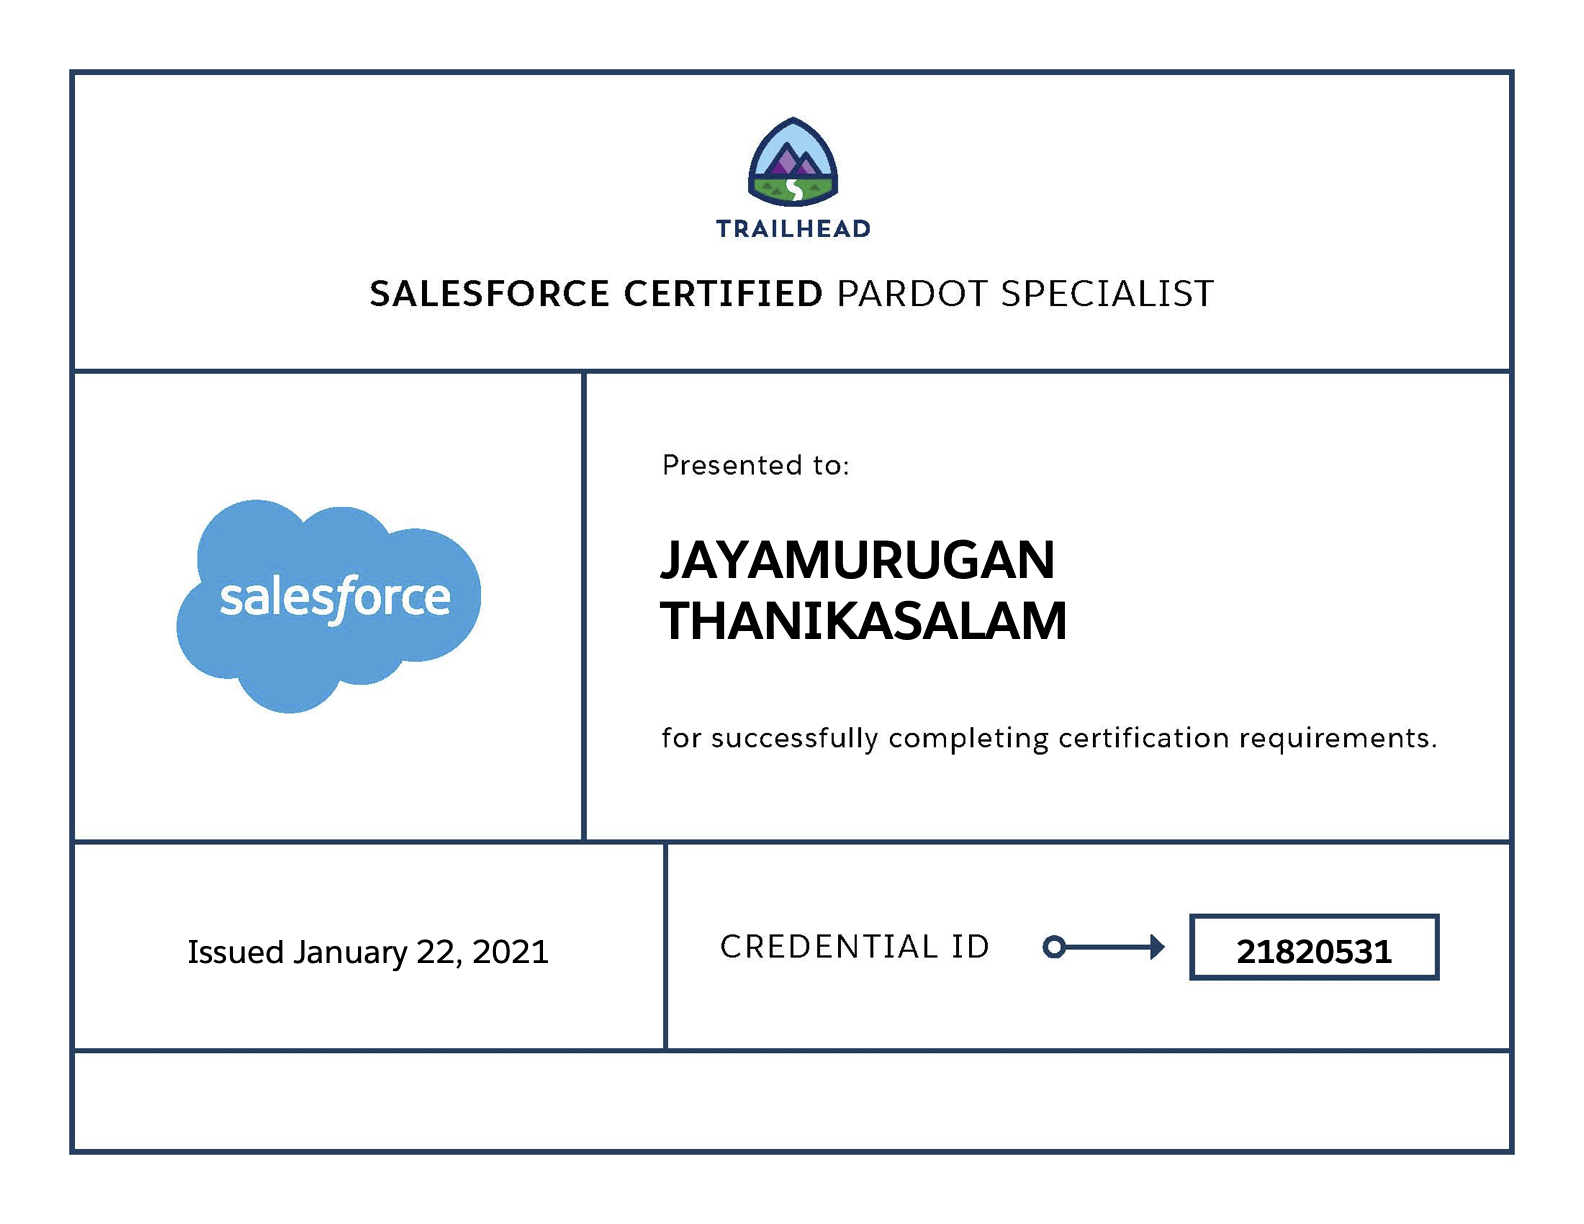 TRAILHEAD
SALESFORCE CERTIFIED PARDOT SPECIALIST
salesforce
Presented to:
JAYAMURUGAN
THANIKASALAM
for successfully completing certification requirements.
Issued January 22, 2021
CREDENTIAL ID
21820531